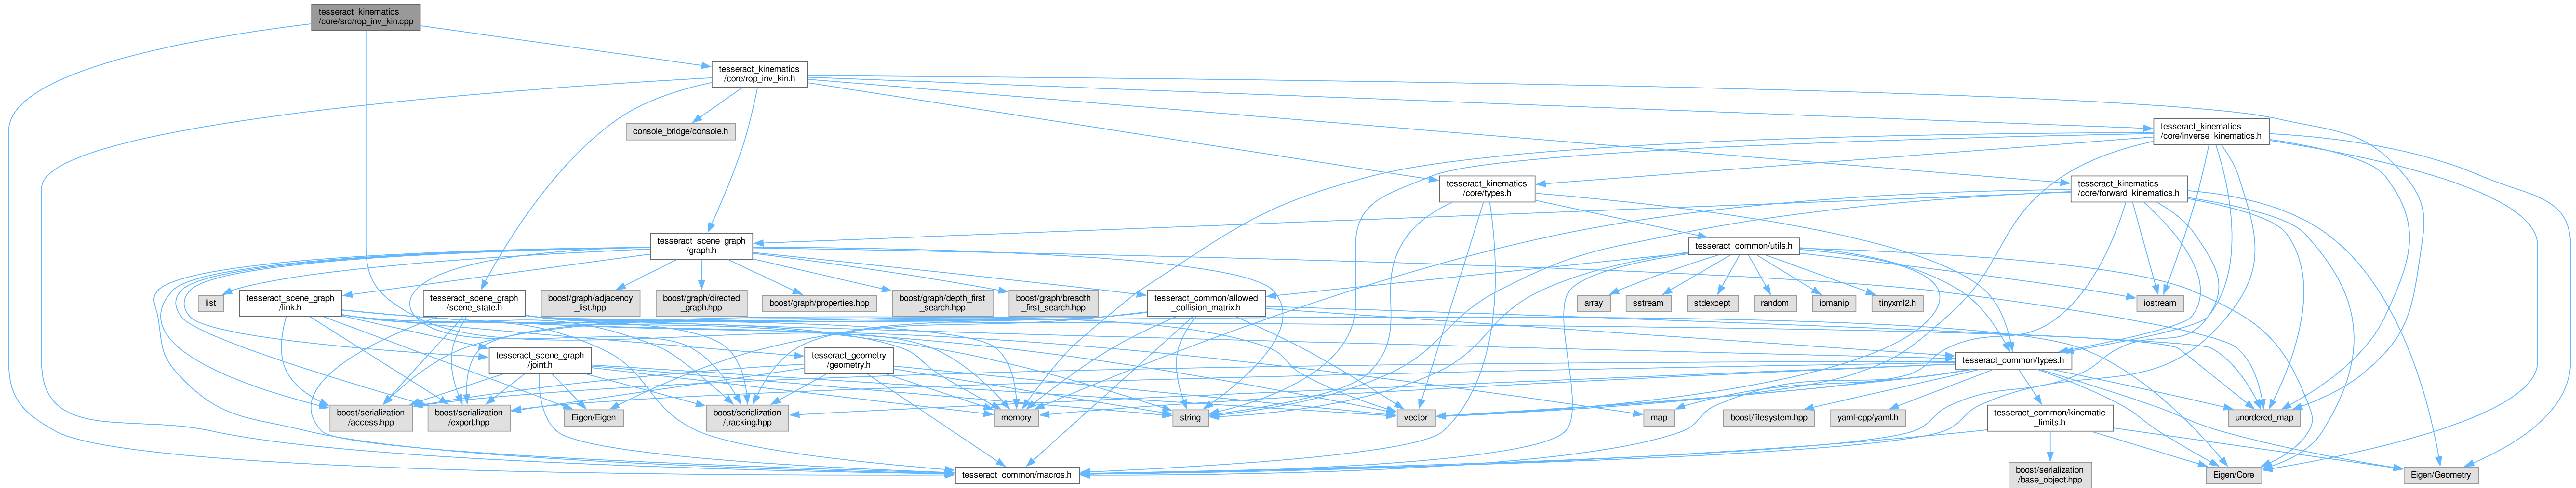 tesseract_kinematics
/core/src/rop_inv_kin.cpp
tesseract_kinematics
/core/rop_inv_kin.h
console_bridge/console.h
tesseract_kinematics
/core/inverse_kinematics.h
tesseract_kinematics
/core/types.h
tesseract_kinematics
/core/forward_kinematics.h
tesseract_scene_graph
/graph.h
tesseract_common/utils.h
list
tesseract_scene_graph
/link.h
tesseract_scene_graph
/scene_state.h
boost/graph/adjacency
_list.hpp
boost/graph/directed
_graph.hpp
boost/graph/properties.hpp
boost/graph/depth_first
_search.hpp
boost/graph/breadth
_first_search.hpp
tesseract_common/allowed
_collision_matrix.h
array
sstream
stdexcept
random
iomanip
tinyxml2.h
iostream
tesseract_scene_graph
/joint.h
tesseract_geometry
/geometry.h
tesseract_common/types.h
boost/serialization
/access.hpp
boost/serialization
/export.hpp
Eigen/Eigen
boost/serialization
/tracking.hpp
memory
string
vector
map
boost/filesystem.hpp
yaml-cpp/yaml.h
tesseract_common/kinematic
_limits.h
unordered_map
tesseract_common/macros.h
boost/serialization
/base_object.hpp
Eigen/Core
Eigen/Geometry